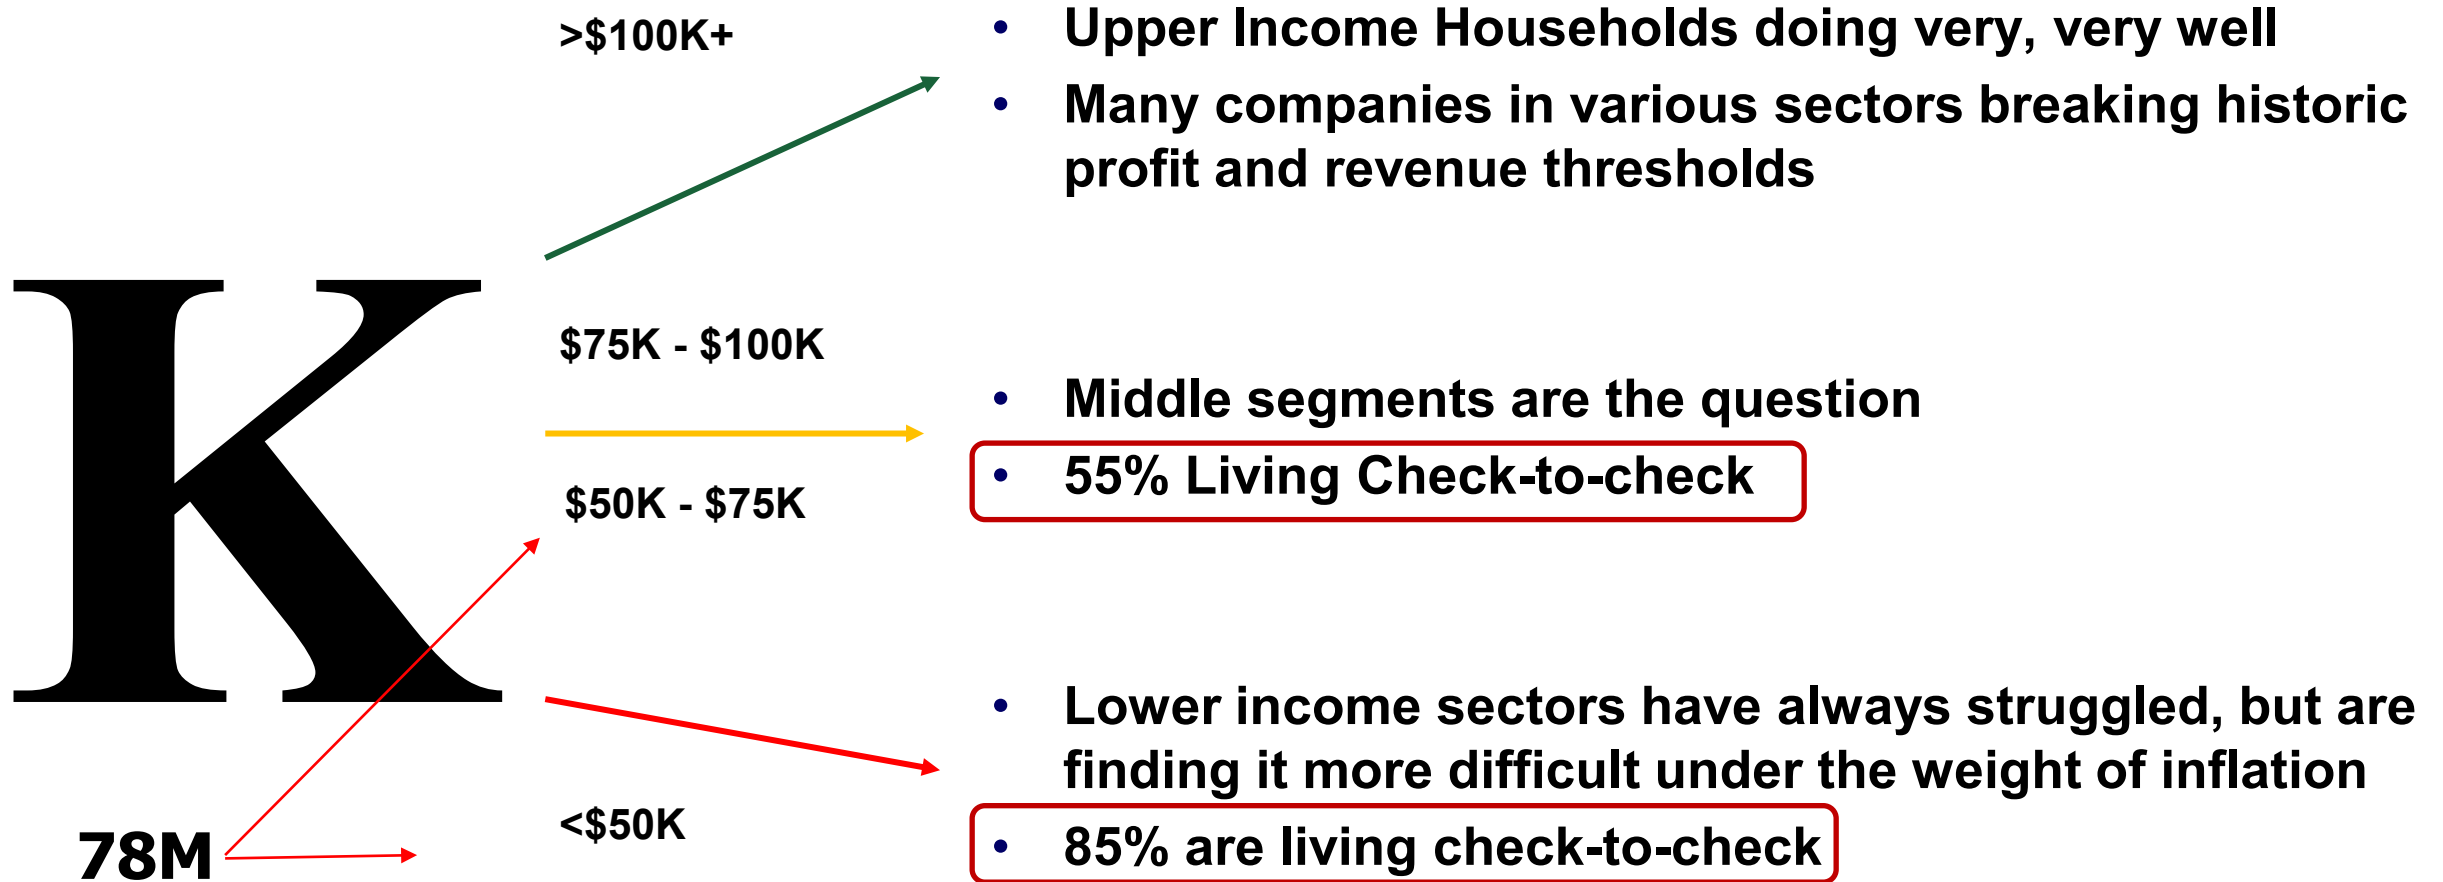 >$100K+
• Upper Income Households doing very, very well
• Many companies in various sectors breaking historic
profit and revenue thresholds
K
$75K - $100K
• Middle segments are the question
• 55% Living Check-to-check
$50K - $75K
• Lower income sectors have always struggled, but are
finding it more difficult under the weight of inflation
<$50K
• 85% are living check-to-check
78M